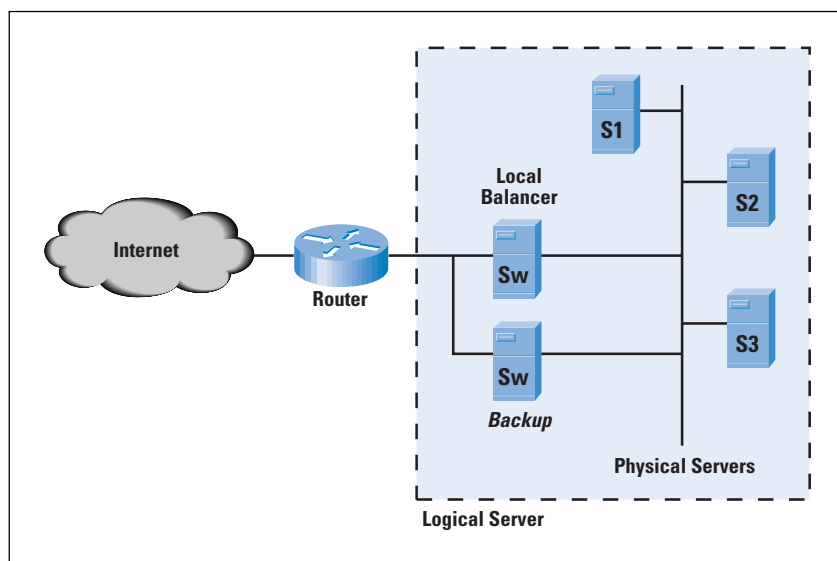 S1
Local
Balancer
S2
Internet
Sw
Router
S3
Sw
Backup
Physical Servers
Logical Server